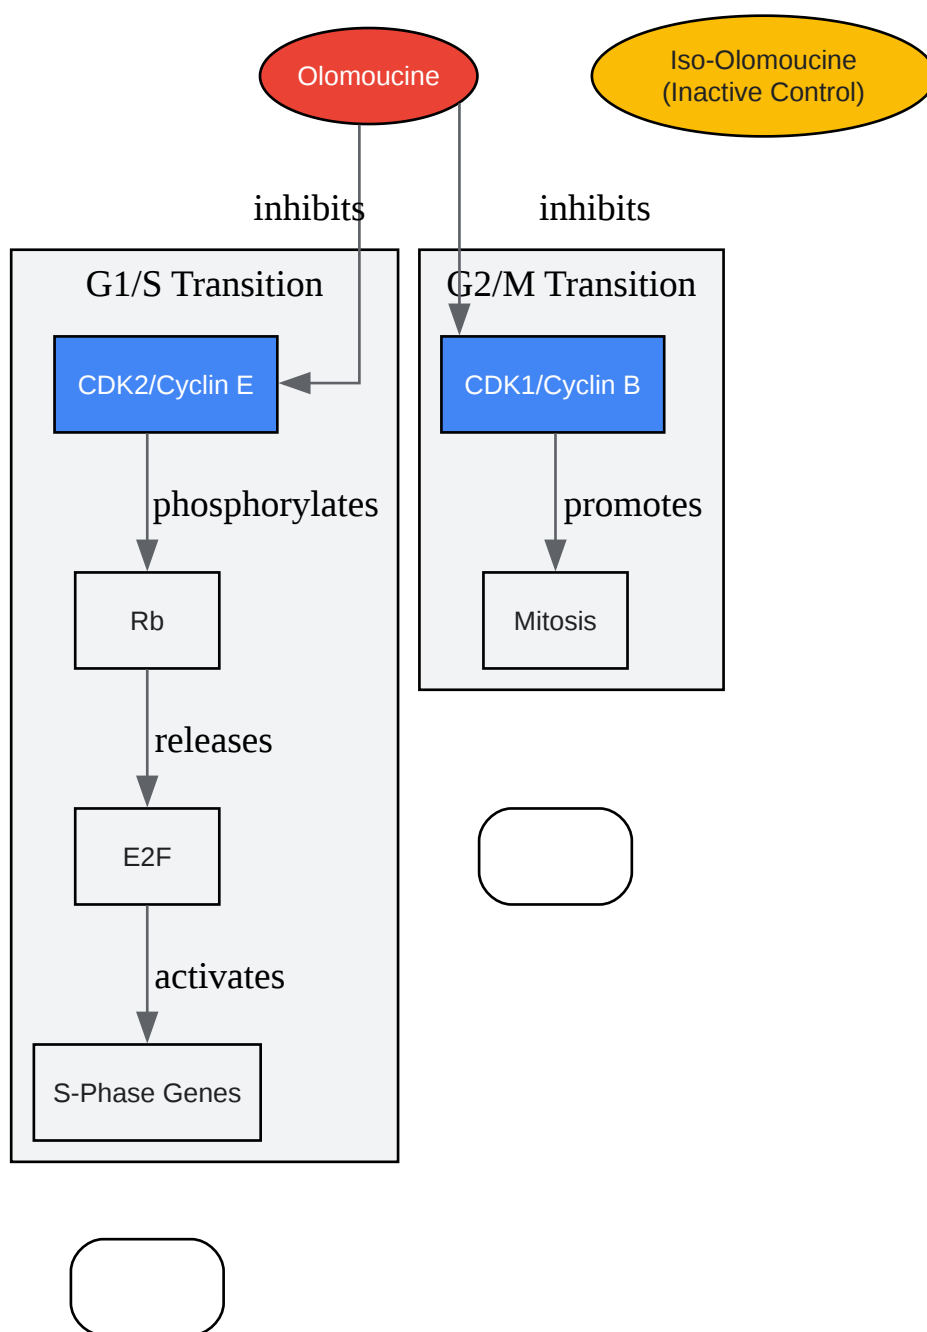 Olomoucine
Iso-Olomoucine
(Inactive Control)
inhibits
inhibits
G1/S Transition
G2/M Transition
CDK2/Cyclin E
CDK1/Cyclin B
phosphorylates
promotes
Rb
Mitosis
releases
E2F
activates
S-Phase Genes